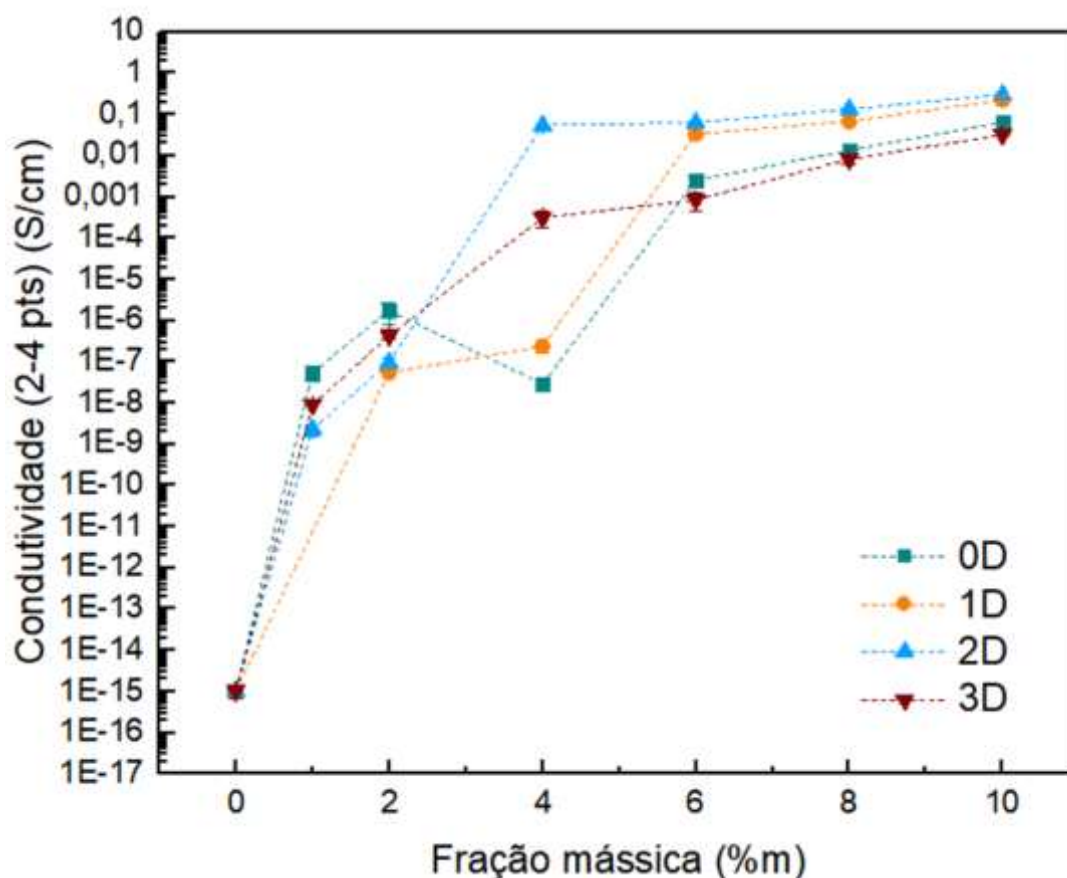 10
1
0,1
0,01
0,001
1E-4
1E-5
1E-6
1E-7
1E-8
1E-9
1E-10
1E-11
1E-12
1E-13
1E-14
1E-15
1E-16
1E-17
Condutividade (2-4 pts) (S/cm)
0D
1D
2D
3D
0 2 4 6 8 10
Fração mássica (%m)